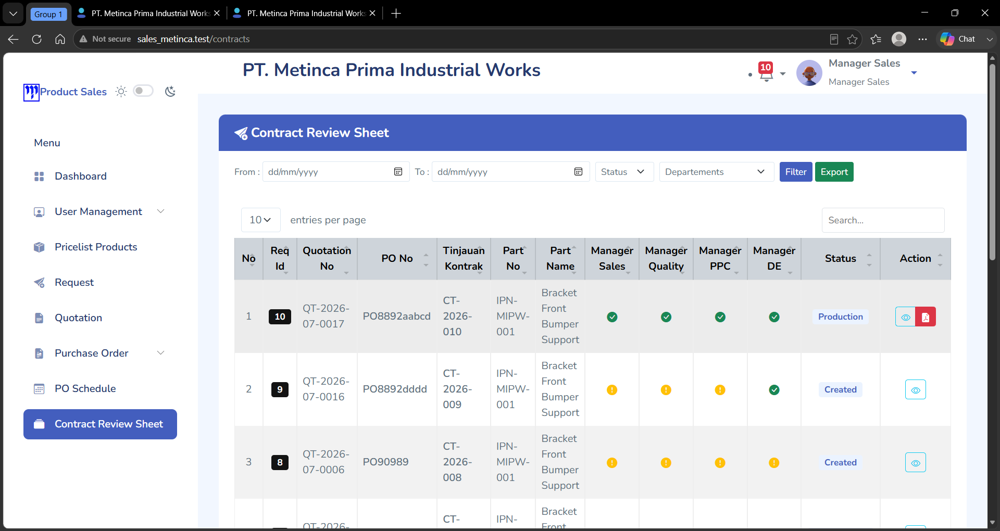 Group 1
PT. Metinca Prima Industrial Works
PT. Metinca Prima Industrial Works
Not secure
sales_metinca.test/contracts
Chat
Product Sales
PT. Metinca Prima Industrial Works
10
Manager Sales
Manager Sales
Menu
Dashboard
User Management
Pricelist Products
Request
Quotation
Purchase Order
PO Schedule
Contract Review Sheet
Contract Review Sheet
From :
dd/mm/yyyy
To :
dd/mm/yyyy
Status
Departements
Filter
Export
10
entries per page
Search...
No
Req
Id
Quotation
No
PO No
Tinjauan
Kontrak
Part
No
Part
Name
Manager
Sales
Manager
Quality
Manager
PPC
Manager
DE
Status
Action
1
10
QT-2026-
07-0017
PO8892aabcd
CT-
2026-
010
IPN-
MIPW-
001
Bracket
Front
Bumper
Support
Production
2
9
QT-2026-
07-0016
PO8892dddd
CT-
2026-
009
IPN-
MIPW-
001
Bracket
Front
Bumper
Support
Created
3
8
QT-2026-
07-0006
PO90989
CT-
2026-
008
IPN-
MIPW-
001
Bracket
Front
Bumper
Support
Created
QT-2026-
CT-
IPN-
Bracket
Front